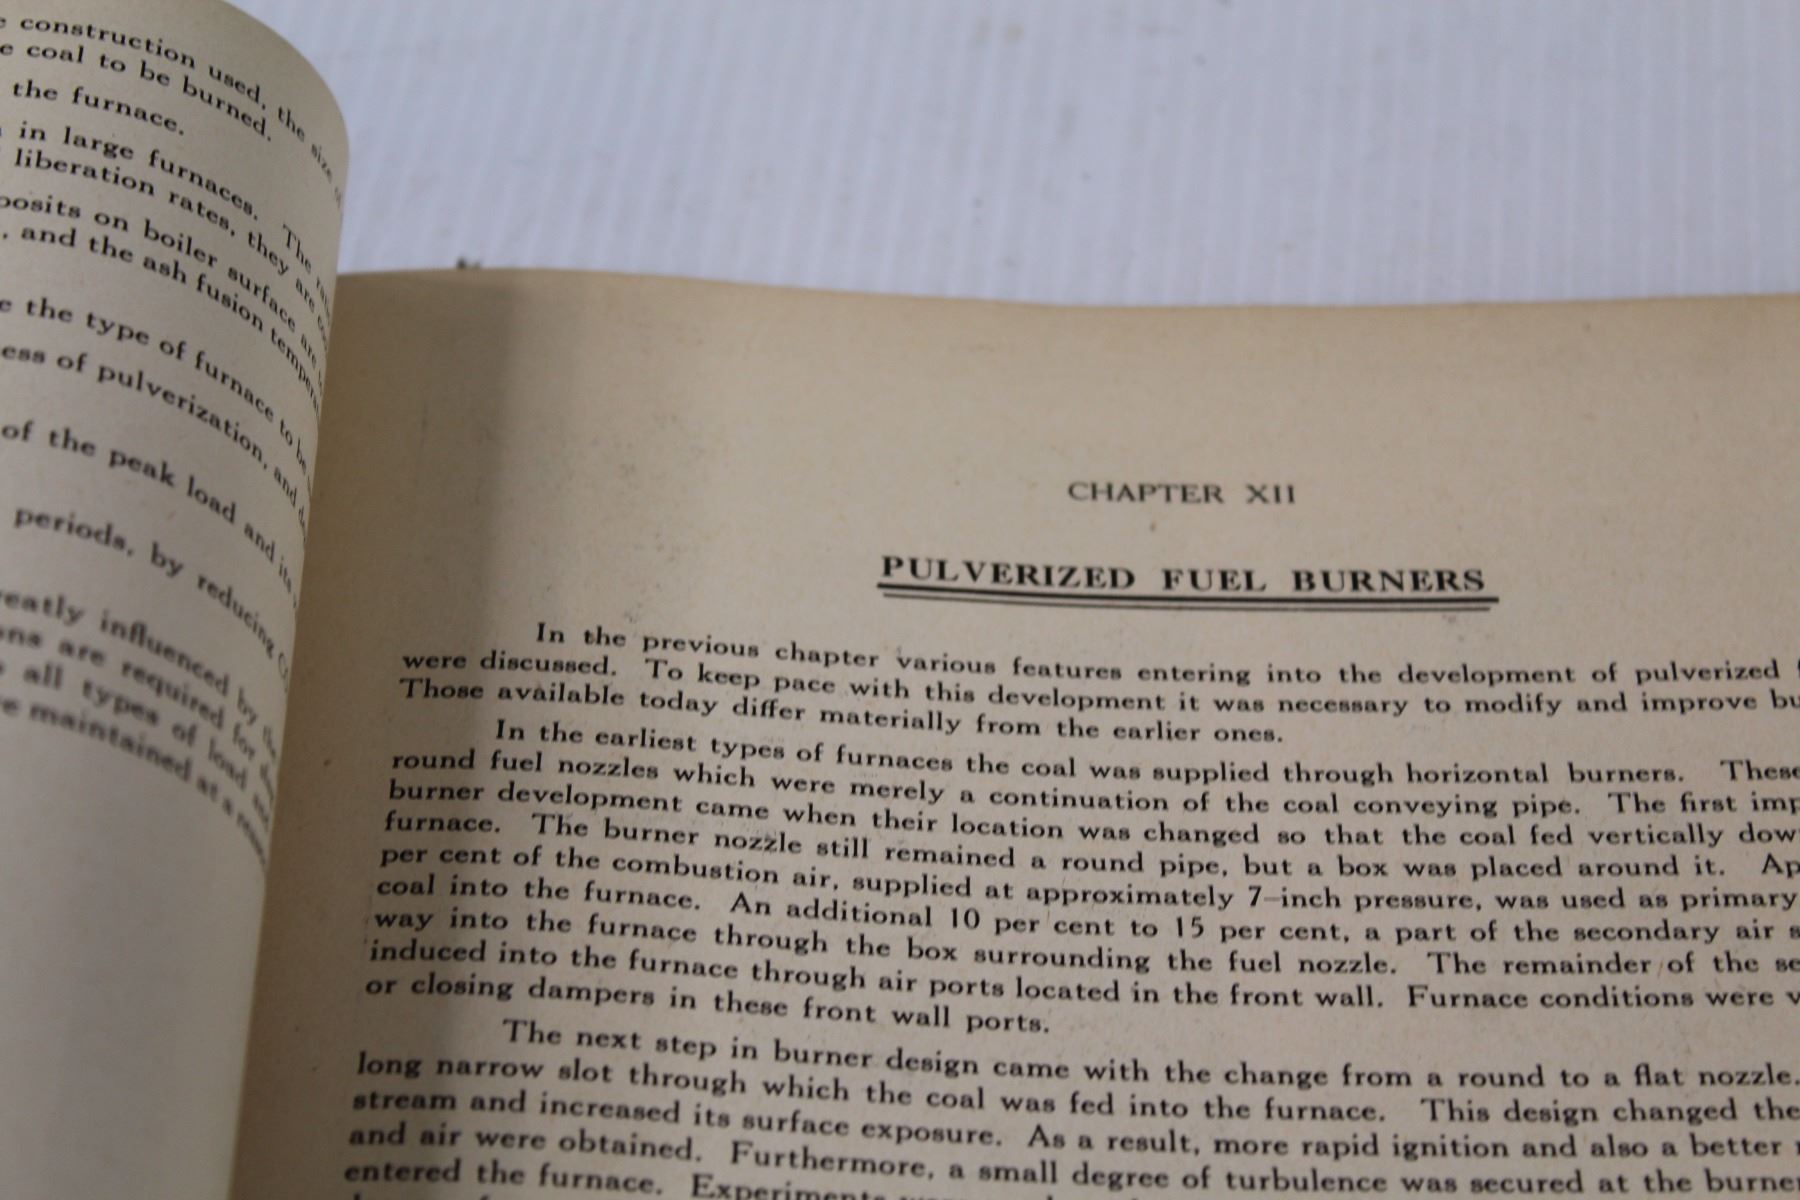 construction used, the size of
coal to be burned.
the furnace.
in large furnaces. The
liberation rates, they are
on boiler surface are
, and the ash fusion
the type of furnace to be
of pulverization, and
of the peak load and its
periods, by reducing
influenced by the
are required for
all types of load and
maintained at a
CHAPTER XII
PULVERIZED FUEL BURNERS
In the previous chapter various features entering into the development of pulverized
were discussed. To keep pace with this development it was necessary to modify and improve
Those available today differ materially from the earlier ones.
In the earliest types of furnaces the coal was supplied through horizontal burners. These
round fuel nozzles which were merely a continuation of the coal conveying pipe. The first
burner development came when their location was changed so that the coal fed vertically
furnace. The burner nozzle still remained a round pipe, but a box was placed around it.
per cent of the combustion air, supplied at approximately 7-inch pressure, was used as primary
coal into the furnace. An additional 10 per cent to 15 per cent, a part of the secondary air
way into the furnace through the box surrounding the fuel nozzle. The remainder of the
induced into the furnace through air ports located in the front wall. Furnace conditions were
or closing dampers in these front wall ports.
The next step in burner design came with the change from a round to a flat nozzle.
long narrow slot through which the coal was fed into the furnace. This design changed the
stream and increased its surface exposure. As a result, more rapid ignition and also a better
and air were obtained. Furthermore, a small degree of turbulence was secured at the burner
entered the furnace. Experiments